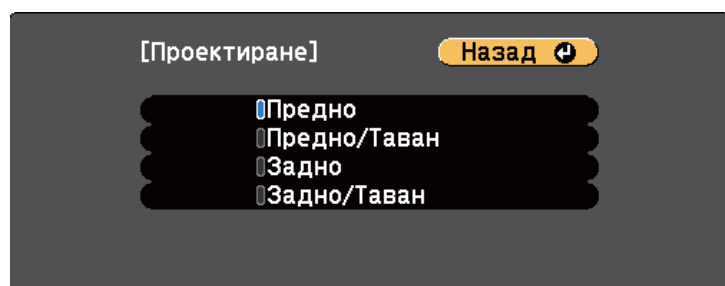 [Проектиране] Назад
Предно
Предно/Таван
Задно
Задно/Таван